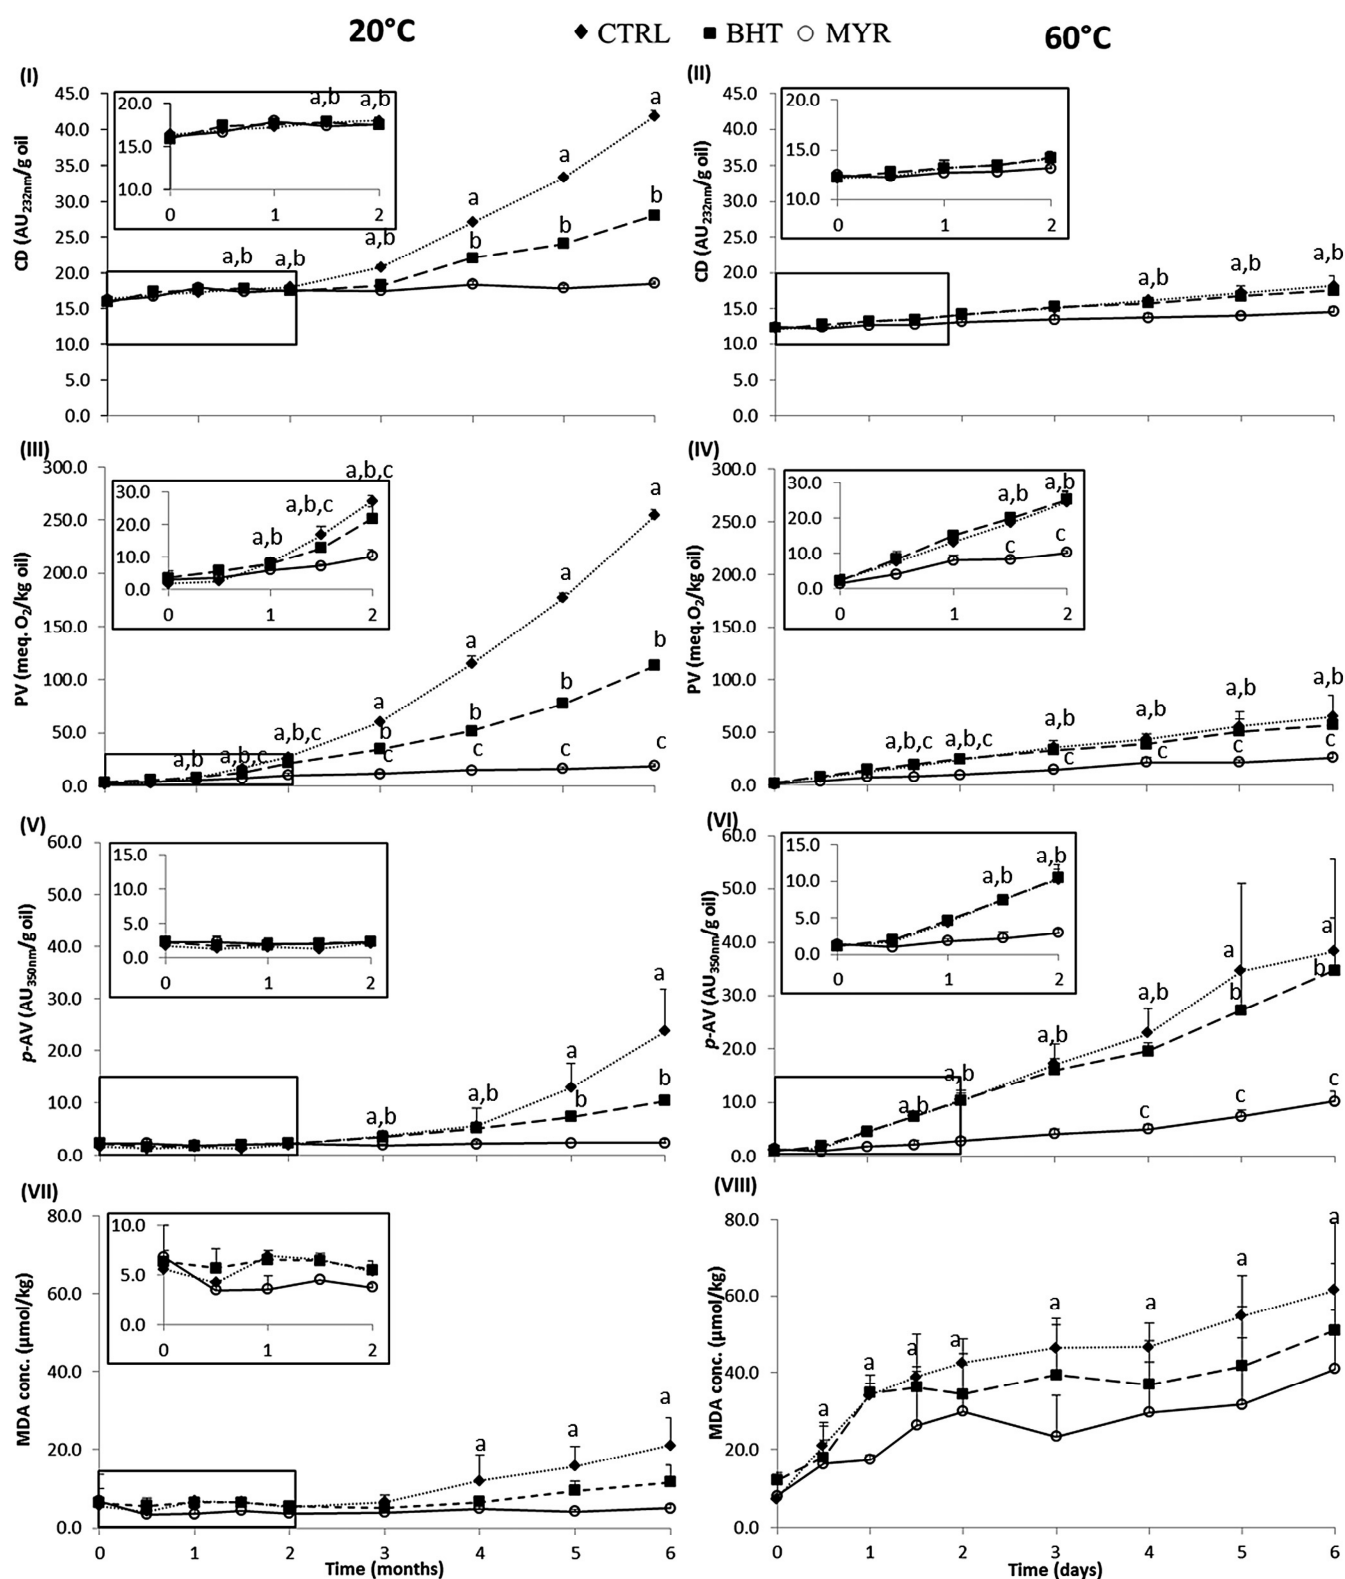 20°C
CTRL BHT MYR
60°C
(I)
CD (AU232nm/g oil)
45.0
40.0
35.0
30.0
25.0
20.0
15.0
10.0
5.0
0.0
20.0
15.0
10.0
0 1 2
a,b a,b
a,b a,b a,b a a a
b b b
(II)
CD (AU232nm/g oil)
45.0
40.0
35.0
30.0
25.0
20.0
15.0
10.0
5.0
0.0
20.0
15.0
10.0
0 1 2
a,b a,b a,b
(III)
PV (meq. O2/kg oil)
300.0
250.0
200.0
150.0
100.0
50.0
0.0
30.0
20.0
10.0
0.0
0 1 2
a,b a,b,c a,b,c
a,b a,b,c a,b,c a a a a
b b b b
c c c c
(IV)
PV (meq. O2/kg oil)
300.0
250.0
200.0
150.0
100.0
50.0
0.0
30.0
20.0
10.0
0.0
0 1 2
a,b a,b
c c
a,b,c a,b,c a,b a,b a,b a,b
c c c c
(V)
p-AV (AU350nm/g oil)
60.0
50.0
40.0
30.0
20.0
10.0
0.0
15.0
10.0
5.0
0.0
0 1 2
a,b a,b a a
b b
(VI)
p-AV (AU350nm/g oil)
60.0
50.0
40.0
30.0
20.0
10.0
0.0
15.0
10.0
5.0
0.0
0 1 2
a,b a,b
a,b a,b a,b a,b a a
b b
c c c
(VII)
MDA conc. (μmol/kg)
80.0
60.0
40.0
20.0
0.0
10.0
5.0
0.0
0 1 2
a a a
0 1 2 3 4 5 6
Time (months)
(VIII)
MDA conc. (μmol/kg)
80.0
60.0
40.0
20.0
0.0
a a a a a a a a
0 1 2 3 4 5 6
Time (days)